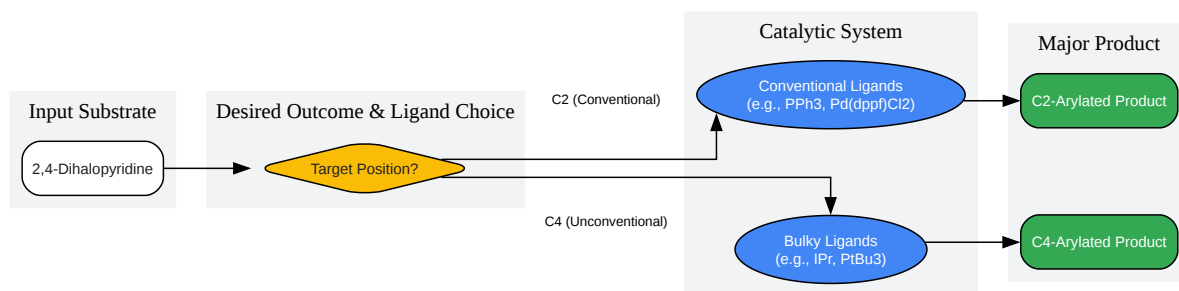 Input Substrate
2,4-Dihalopyridine
Desired Outcome & Ligand Choice
Target Position?
C2 (Conventional)
C4 (Unconventional)
Catalytic System
Conventional Ligands
(e.g., PPh3, Pd(dppf)Cl2)
Bulky Ligands
(e.g., IPr, PtBu3)
Major Product
C2-Arylated Product
C4-Arylated Product